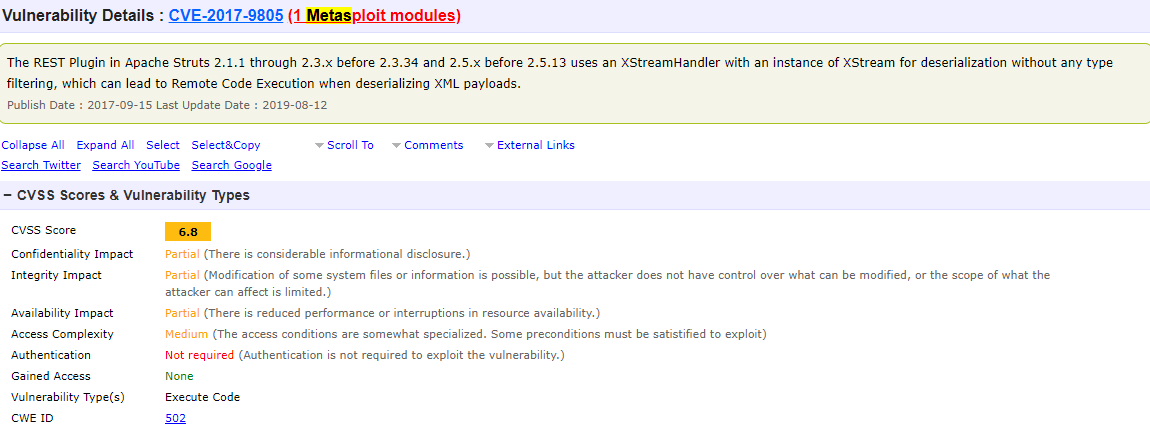 Vulnerability Details : CVE-2017-9805 (1 Metasploit modules)
The REST Plugin in Apache Struts 2.1.1 through 2.3.x before 2.3.34 and 2.5.x before 2.5.13 uses an XStreamHandler with an instance of XStream for deserialization without any type
filtering, which can lead to Remote Code Execution when deserializing XML payloads.
Publish Date : 2017-09-15 Last Update Date : 2019-08-12
Collapse All Expand All Select Select&Copy Scroll To Comments External Links
Search Twitter Search YouTube Search Google
− CVSS Scores & Vulnerability Types
CVSS Score 6.8
Confidentiality Impact Partial (There is considerable informational disclosure.)
Integrity Impact Partial (Modification of some system files or information is possible, but the attacker does not have control over what can be modified, or the scope of what the
attacker can affect is limited.)
Availability Impact Partial (There is reduced performance or interruptions in resource availability.)
Access Complexity Medium (The access conditions are somewhat specialized. Some preconditions must be satistified to exploit)
Authentication Not required (Authentication is not required to exploit the vulnerability.)
Gained Access None
Vulnerability Type(s) Execute Code
CWE ID 502